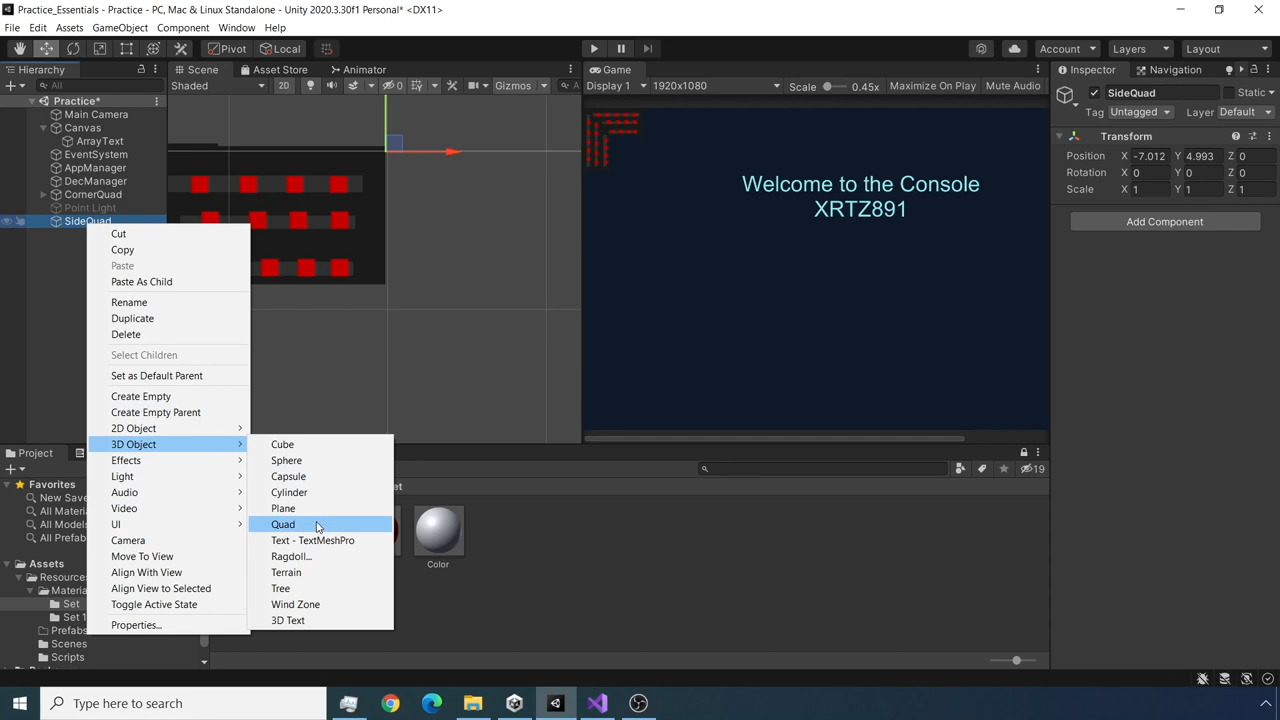 Practice_Essentials - Practice - PC, Mac & Linux Standalone - Unity 2020.3.30f1 Personal* <DX11>
File Edit Assets GameObject Component Window Help
Pivot Local Account Layers Layout
Hierarchy Scene Asset Store Animator Game Inspector Navigation
All Shaded 2D 0 Gizmos A Display 1 1920x1080 Scale 0.45x Maximize On Play Mute Audio SideQuad Static
Practice*
Main Camera
Canvas
ArrayText
EventSystem
AppManager
DecManager
CornerQuad
Point Light
SideQuad
Tag Untagged Layer Default
Transform
Position X -7.012 Y 4.993 Z 0
Rotation X 0 Y 0 Z 0
Scale X 1 Y 1 Z 1
Add Component
Welcome to the Console
XRTZ891
Cut
Copy
Paste
Paste As Child
Rename
Duplicate
Delete
Select Children
Set as Default Parent
Create Empty
Create Empty Parent
2D Object
3D Object
Effects
Light
Audio
Video
UI
Camera
Move To View
Align With View
Align View to Selected
Toggle Active State
Properties...
Cube
Sphere
Capsule
Cylinder
Plane
Quad
Text - TextMeshPro
Ragdoll...
Terrain
Tree
Wind Zone
3D Text
Project
19
Favorites
New Save
All Materi
All Model
All Prefab
Assets
Resources
Materia
Set
Set 1
Prefabs
Scenes
Scripts
Color
Type here to search